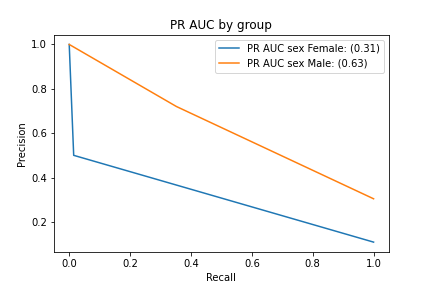 PR AUC by group
PR AUC sex Female: (0.31)
PR AUC sex Male: (0.63)
Precision
1.0
0.8
0.6
0.4
0.2
0.0 0.2 0.4 0.6 0.8 1.0
Recall